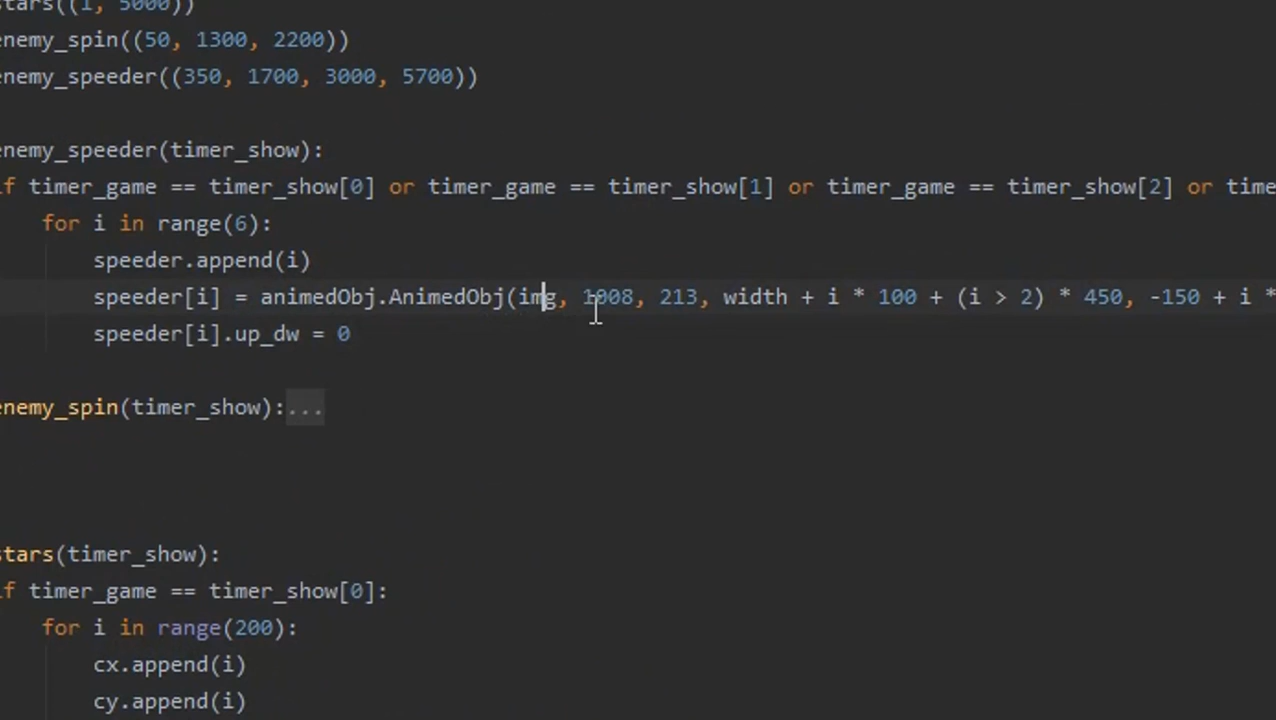 stars((1, 5000))
enemy_spin((50, 1300, 2200))
enemy_speeder((350, 1700, 3000, 5700))
enemy_speeder(timer_show):
if timer_game == timer_show[0] or timer_game == timer_show[1] or timer_game == timer_show[2] or time
for i in range(6):
speeder.append(i)
speeder[i] = animedObj.AnimedObj(img, 1008, 213, width + i * 100 + (i > 2) * 450, -150 + i *
speeder[i].up_dw = 0
enemy_spin(timer_show):...
stars(timer_show):
if timer_game == timer_show[0]:
for i in range(200):
cx.append(i)
cy.append(i)